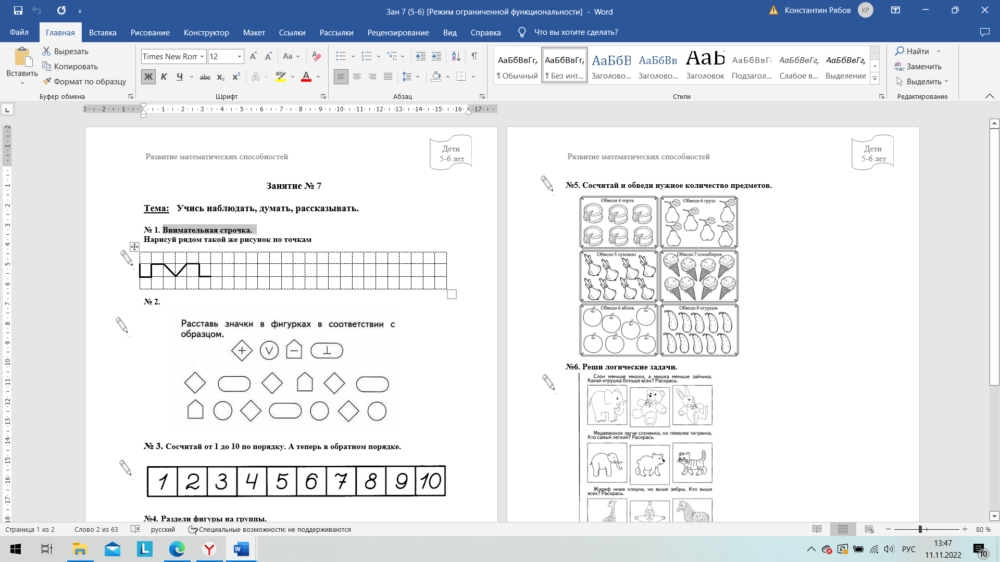 Зан 7 (5-6) [Режим ограниченной функциональности] - Word
Константин Рябов
КР
Файл
Главная
Вставка
Рисование
Конструктор
Макет
Ссылки
Рассылки
Рецензирование
Вид
Справка
Что вы хотите сделать?
Вставить
Вырезать
Копировать
Формат по образцу
Буфер обмена
Times New Rom
12
Aa
Ж К Ч abc x₂ x²
Шрифт
Абзац
АаБбВвГг,
¶ Обычный
АаБбВвГг,
¶ Без инт...
АаБбВ
Заголово...
АаБбВв
Заголово...
АаБ
Заголовок
АаБбВвГ
Подзагол...
АаБбВвГг,
Слабое в...
АаБбВвГг,
Выделение
Стили
Найти
Заменить
Выделить
Редактирование
3 2 1 1 2 3 4 5 6 7 8 9 10 11 12 13 14 15 16 17
Развитие математических способностей
Дети
5-6 лет
Занятие № 7
Тема: Учись наблюдать, думать, рассказывать.
№ 1. Внимательная строчка.
Нарисуй рядом такой же рисунок по точкам
№ 2.
Расставь значки в фигурках в соответствии с
образцом.
№ 3. Сосчитай от 1 до 10 по порядку. А теперь в обратном порядке.
1 2 3 4 5 6 7 8 9 10
№4. Раздели фигуры на группы.
Развитие математических способностей
Дети
5-6 лет
№5. Сосчитай и обведи нужное количество предметов.
Обведи 4 торта
Обведи 6 груш
Обведи 5 луковиц
Обведи 7 пломбиров
Обведи 6 яблок
Обведи 8 огурцов
№6. Реши логические задачи.
Слон меньше мишки, а мишка меньше зайчика.
Какая игрушка больше всех? Раскрась.
Медвежонок легче слоненка, но тяжелее тигренка.
Кто самый легкий? Раскрась.
Жираф ниже клоуна, но выше зебры. Кто выше
всех? Раскрась.
Страница 1 из 2
Слово 2 из 63
русский
Специальные возможности: не поддерживаются
80 %
РУС
13:47
11.11.2022
10